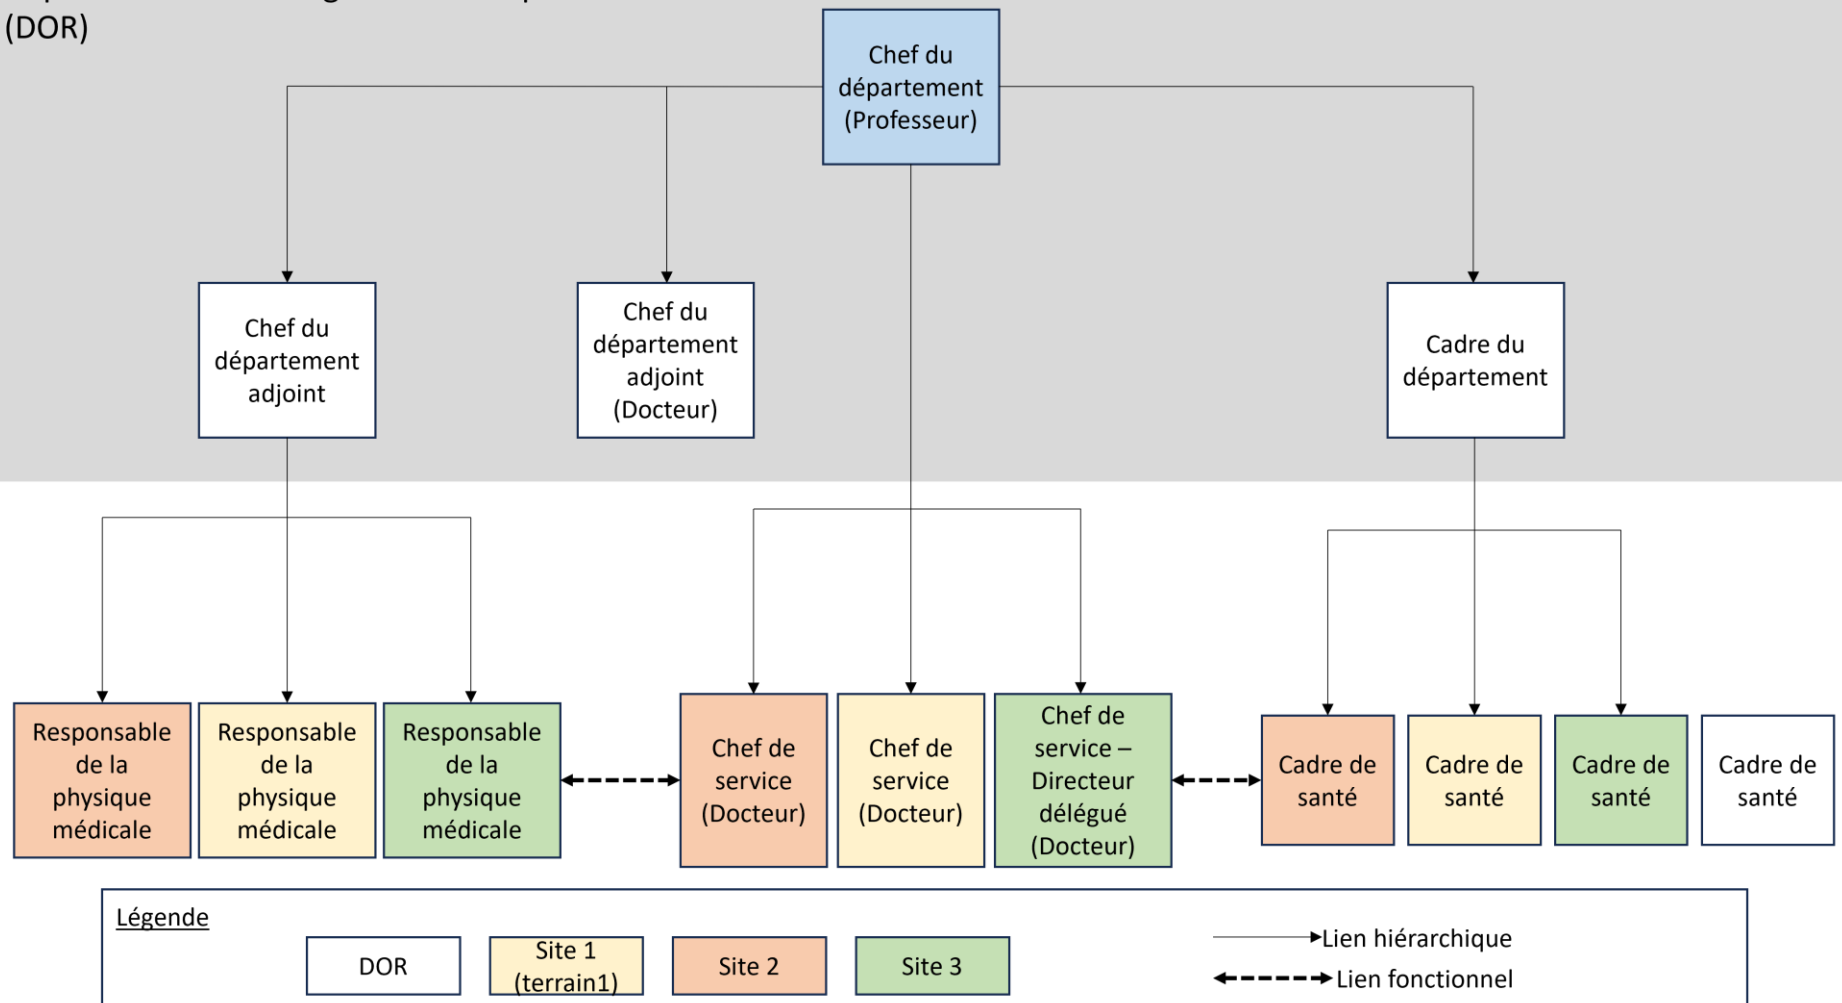 (DOR)
Chef du
département
(Professeur)
Chef du
département
adjoint
Chef du
département
adjoint
(Docteur)
Cadre du
département
Responsable
de la
physique
médicale
Responsable
de la
physique
médicale
Responsable
de la
physique
médicale
Chef de
service
(Docteur)
Chef de
service
(Docteur)
Chef de
service –
Directeur
délégué
(Docteur)
Cadre de
santé
Cadre de
santé
Cadre de
santé
Cadre de
santé
Légende
DOR
Site 1
(terrain1)
Site 2
Site 3
Lien hiérarchique
Lien fonctionnel